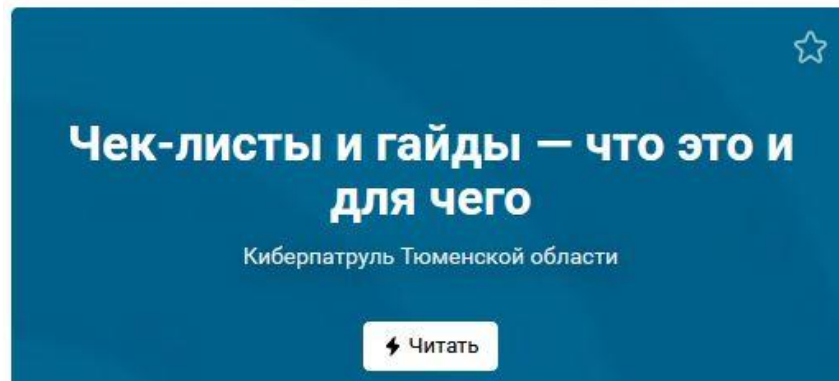 Чек-листы и гайды — что это и
для чего
Киберпатруль Тюменской области
Читать